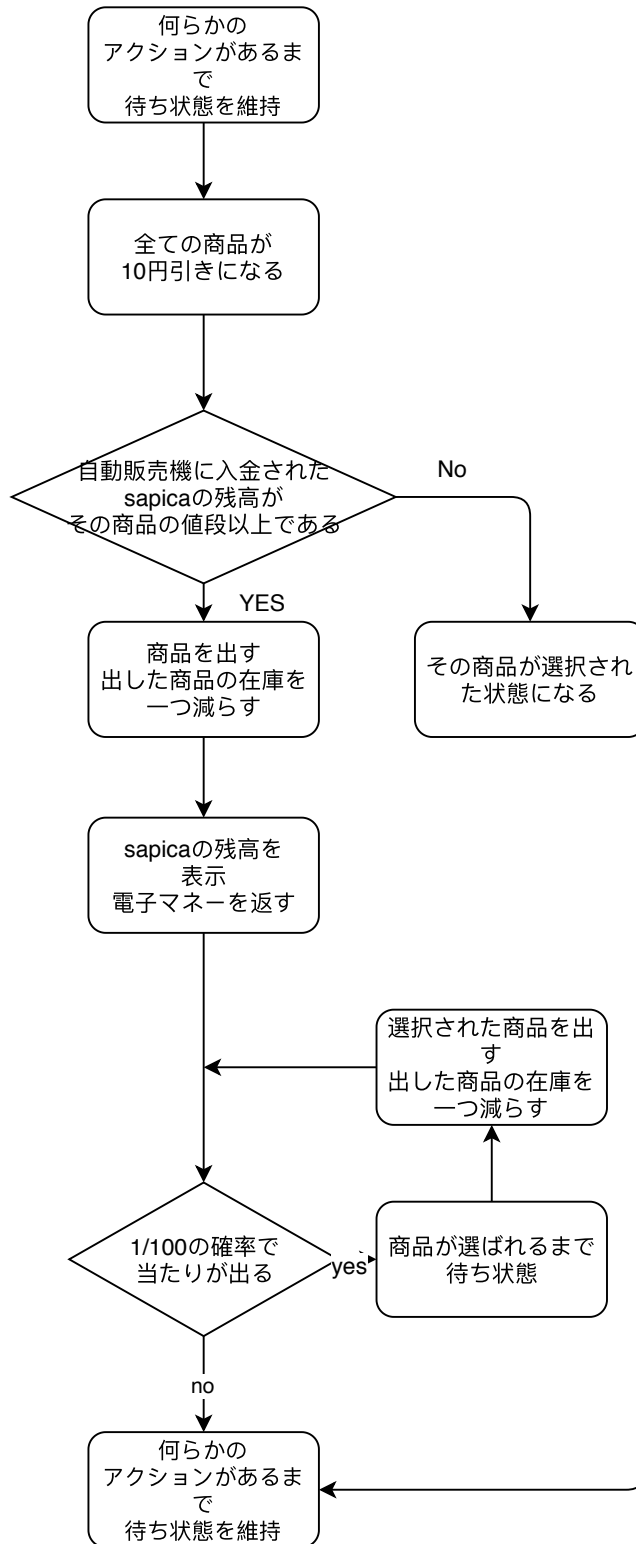 何らかの
アクションがあるま
で
待ち状態を維持
全ての商品が
10円引きになる
自動販売機に入金された
sapicaの残高が
その商品の値段以上である
No
YES
商品を出す
出した商品の在庫を
一つ減らす
その商品が選択され
た状態になる
sapicaの残高を
表示
電子マネーを返す
選択された商品を出
す
出した商品の在庫を
一つ減らす
1/100の確率で
当たりが出る
yes
商品が選ばれるまで
待ち状態
no
何らかの
アクションがあるま
で
待ち状態を維持